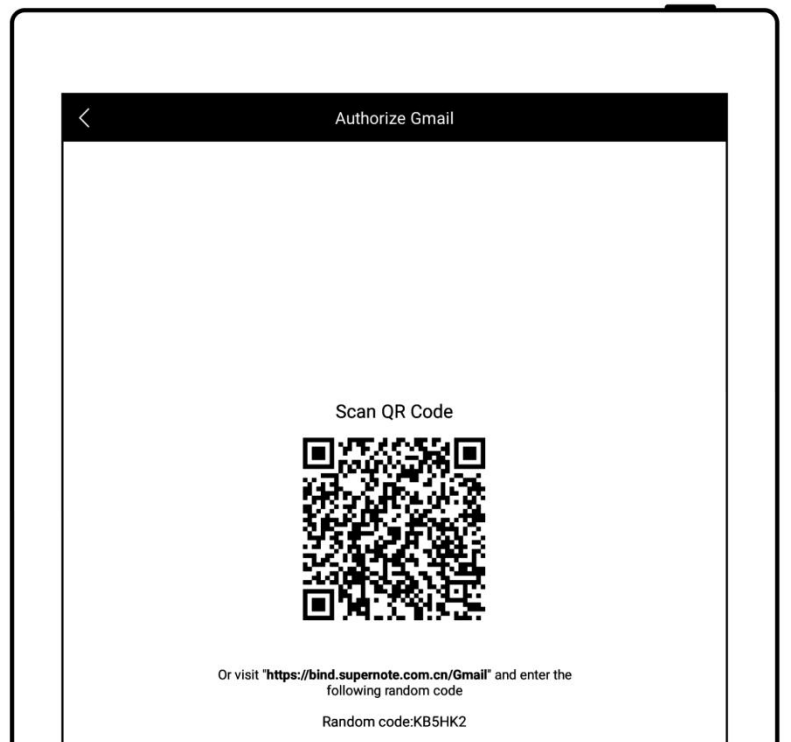 Authorize Gmail
Scan QR Code
Or visit "https://bind.supernote.com.cn/Gmail" and enter the
following random code
Random code:KB5HK2